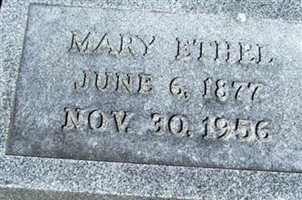 MARY ETHEL
JUNE 6, 1877
NOV. 30, 1956